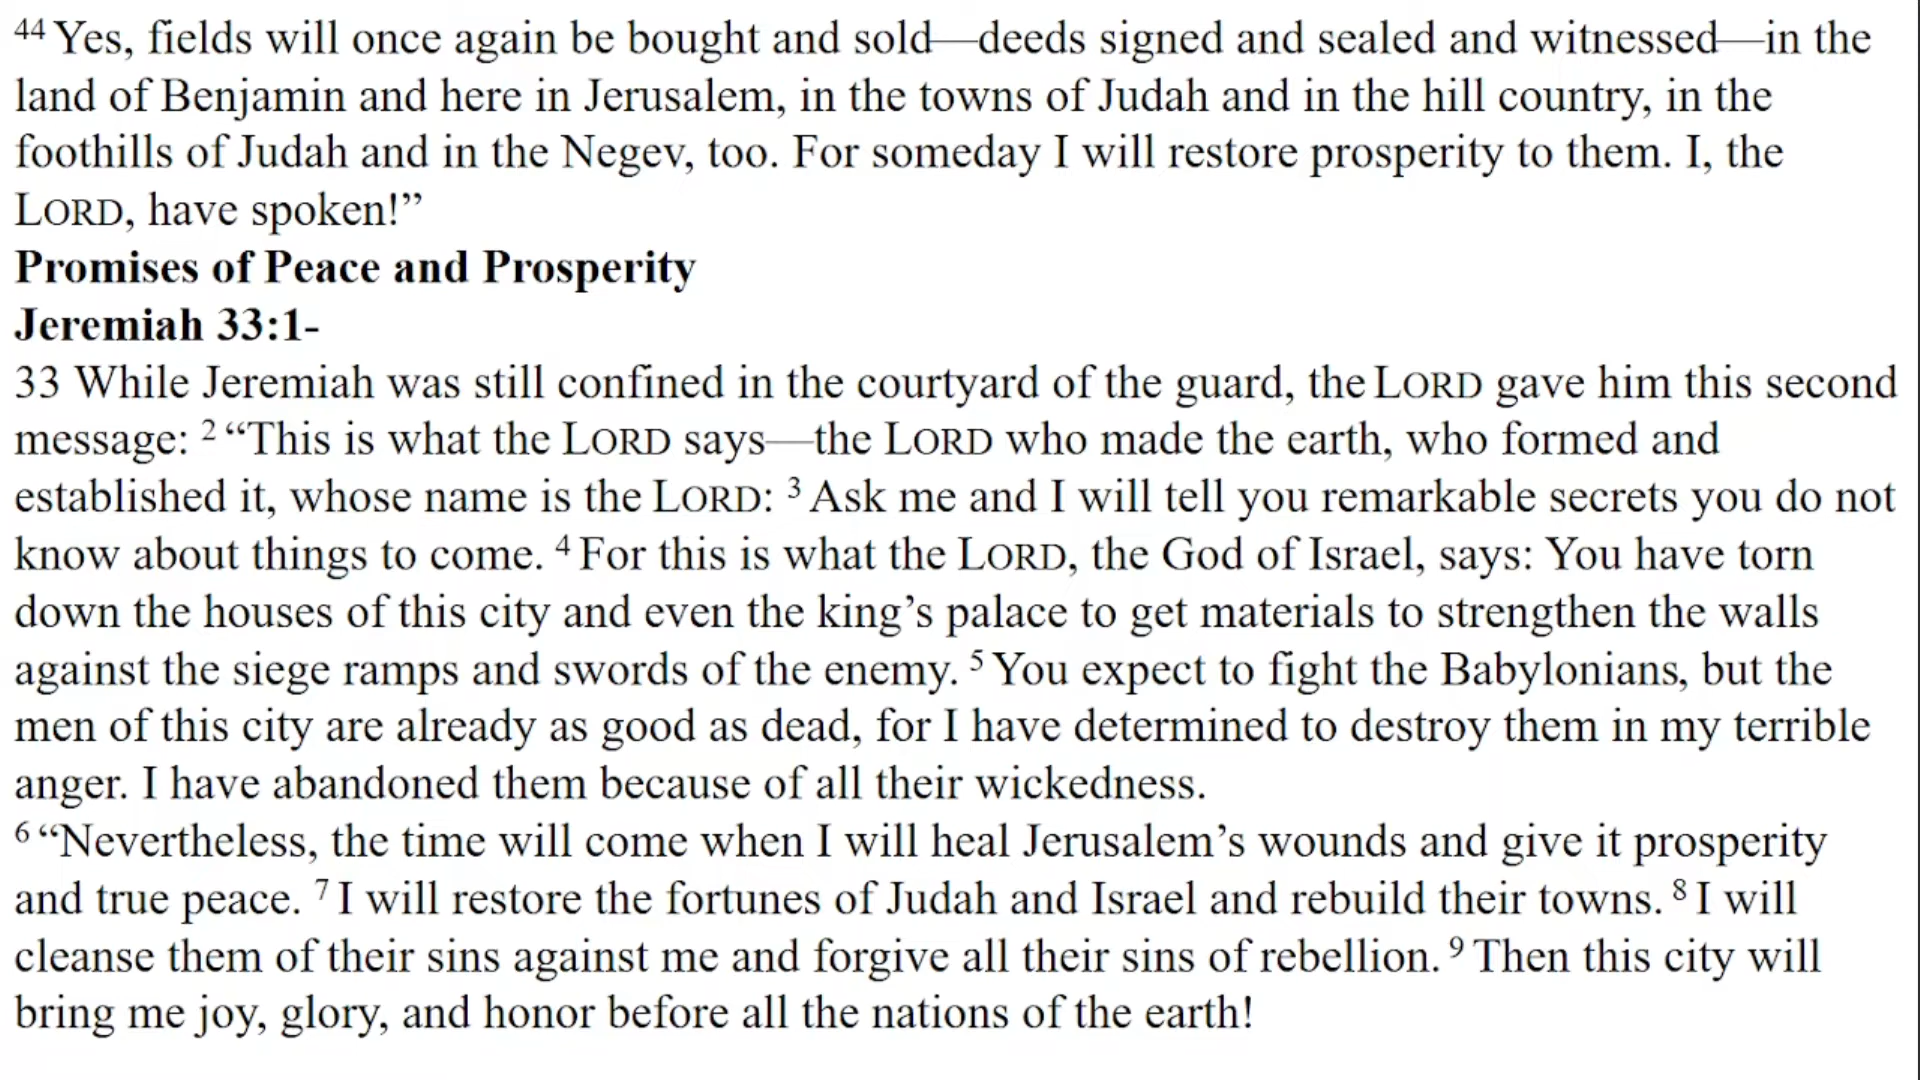 44 Yes, fields will once again be bought and sold—deeds signed and sealed and witnessed—in the
land of Benjamin and here in Jerusalem, in the towns of Judah and in the hill country, in the
foothills of Judah and in the Negev, too. For someday I will restore prosperity to them. I, the
LORD, have spoken!”
Promises of Peace and Prosperity
Jeremiah 33:1-
33 While Jeremiah was still confined in the courtyard of the guard, the LORD gave him this second
message: 2 “This is what the LORD says—the LORD who made the earth, who formed and
established it, whose name is the LORD: 3 Ask me and I will tell you remarkable secrets you do not
know about things to come. 4 For this is what the LORD, the God of Israel, says: You have torn
down the houses of this city and even the king’s palace to get materials to strengthen the walls
against the siege ramps and swords of the enemy. 5 You expect to fight the Babylonians, but the
men of this city are already as good as dead, for I have determined to destroy them in my terrible
anger. I have abandoned them because of all their wickedness.
6 “Nevertheless, the time will come when I will heal Jerusalem’s wounds and give it prosperity
and true peace. 7 I will restore the fortunes of Judah and Israel and rebuild their towns. 8 I will
cleanse them of their sins against me and forgive all their sins of rebellion. 9 Then this city will
bring me joy, glory, and honor before all the nations of the earth!